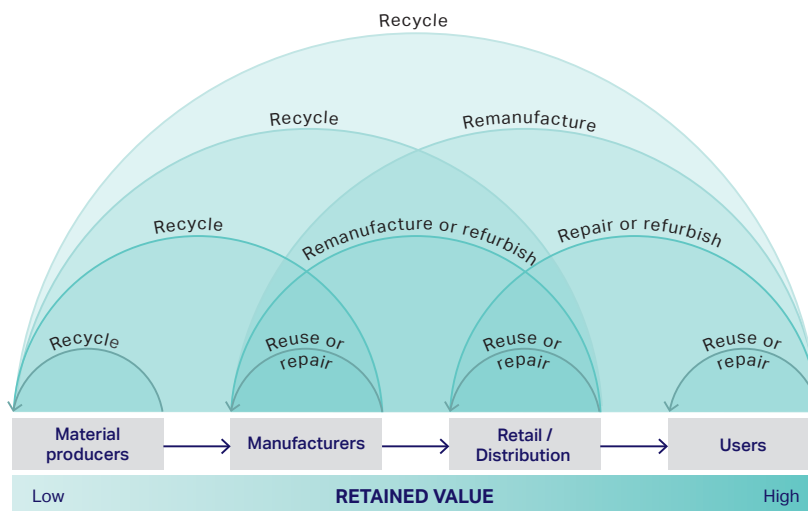 Recycle
Recycle
Remanufacture
Recycle
Remanufacture or refurbish
Repair or refurbish
Recycle
Reuse or
repair
Reuse or
repair
Reuse or
repair
Material
producers
Manufacturers
Retail /
Distribution
Users
Low
RETAINED VALUE
High